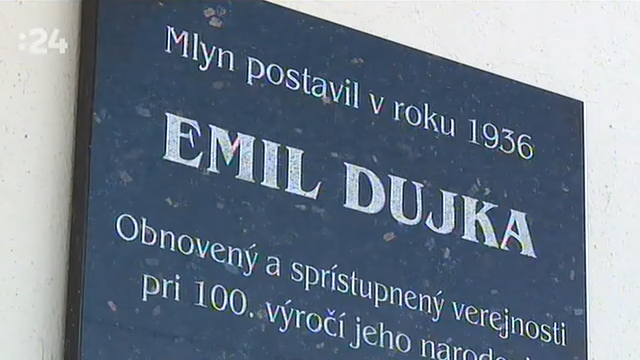 :24
Mlyn postavil v roku 1936
EMIL DUJKA
Obnovený a sprístupnený verejnosti
pri 100. výročí jeho